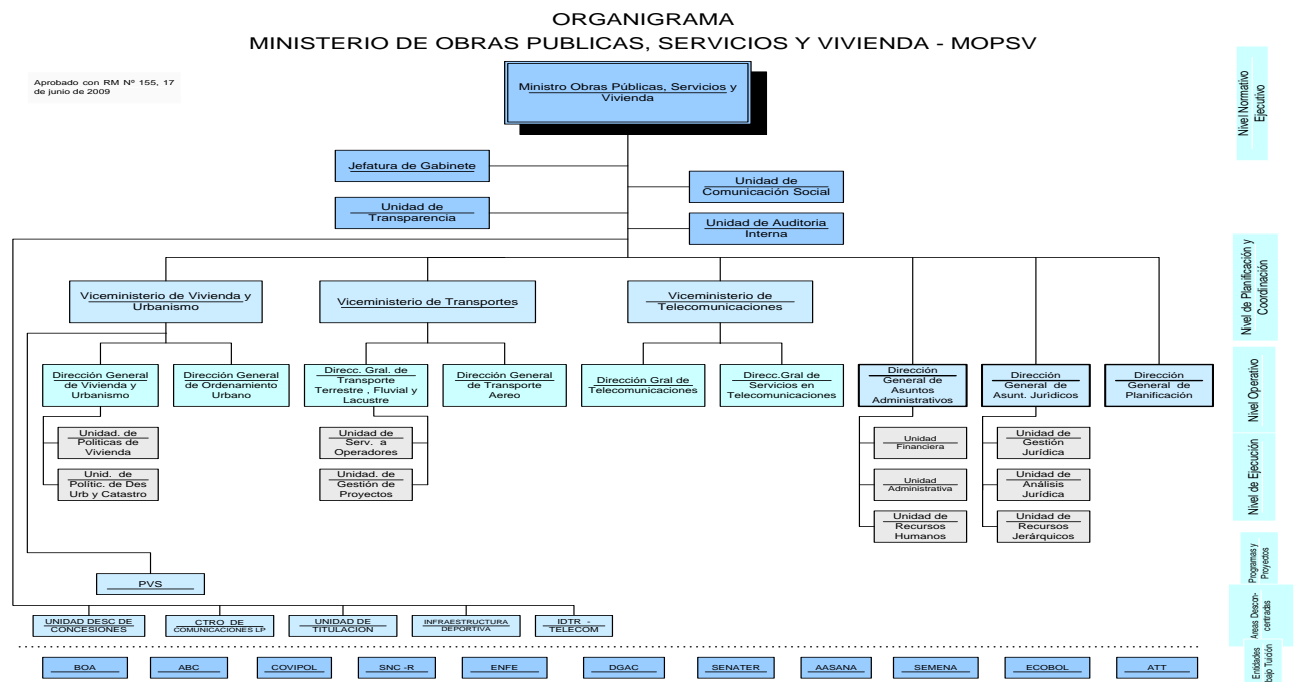 ORGANIGRAMA
MINISTERIO DE OBRAS PUBLICAS, SERVICIOS Y VIVIENDA - MOPSV
Aprobado con RM Nº 155, 17
de junio de 2009
Ministro Obras Públicas, Servicios y
Vivienda
Jefatura de Gabinete
Unidad de
Comunicación Social
Unidad de
Transparencia
Unidad de Auditoria
Interna
Viceministerio de Vivienda y
Urbanismo
Viceministerio de Transportes
Viceministerio de
Telecomunicaciones
Dirección General
de Vivienda y
Urbanismo
Dirección General
de Ordenamiento
Urbano
Direcc. Gral. de
Transporte
Terrestre , Fluvial y
Lacustre
Dirección General
de Transporte
Aereo
Dirección Gral de
Telecomunicaciones
Direcc.Gral de
Servicios en
Telecomunicaciones
Dirección
General de
Asuntos
Administrativos
Dirección
General de
Asunt. Jurìdicos
Dirección
General de
Planificación
Unidad. de
Politicas de
Vivienda
Unid. de
Polític. de Des
Urb y Catastro
Unidad de
Serv. a
Operadores
Unidad. de
Gestión de
Proyectos
Unidad
Financiera
Unidad
Administrativa
Unidad de
Recursos
Humanos
Unidad de
Gestión
Jurídica
Unidad de
Análisis
Jurídica
Unidad de
Recursos
Jerárquicos
PVS
UNIDAD DESC DE
CONCESIONES
CTRO DE
COMUNICACIONES LP
UNIDAD DE
TITULACION
INFRAESTRUCTURA
DEPORTIVA
IDTR -
TELECOM
BOA
ABC
COVIPOL
SNC -R
ENFE
DGAC
SENATER
AASANA
SEMENA
ECOBOL
ATT
Nivel Normativo
Ejecutivo
Nivel de Planificación y
Coordinación
Nivel Operativo
Nivel de Ejecución
Programas y
Proyectos
Areas Descon-
centradas
Entidades
bajo Tuición